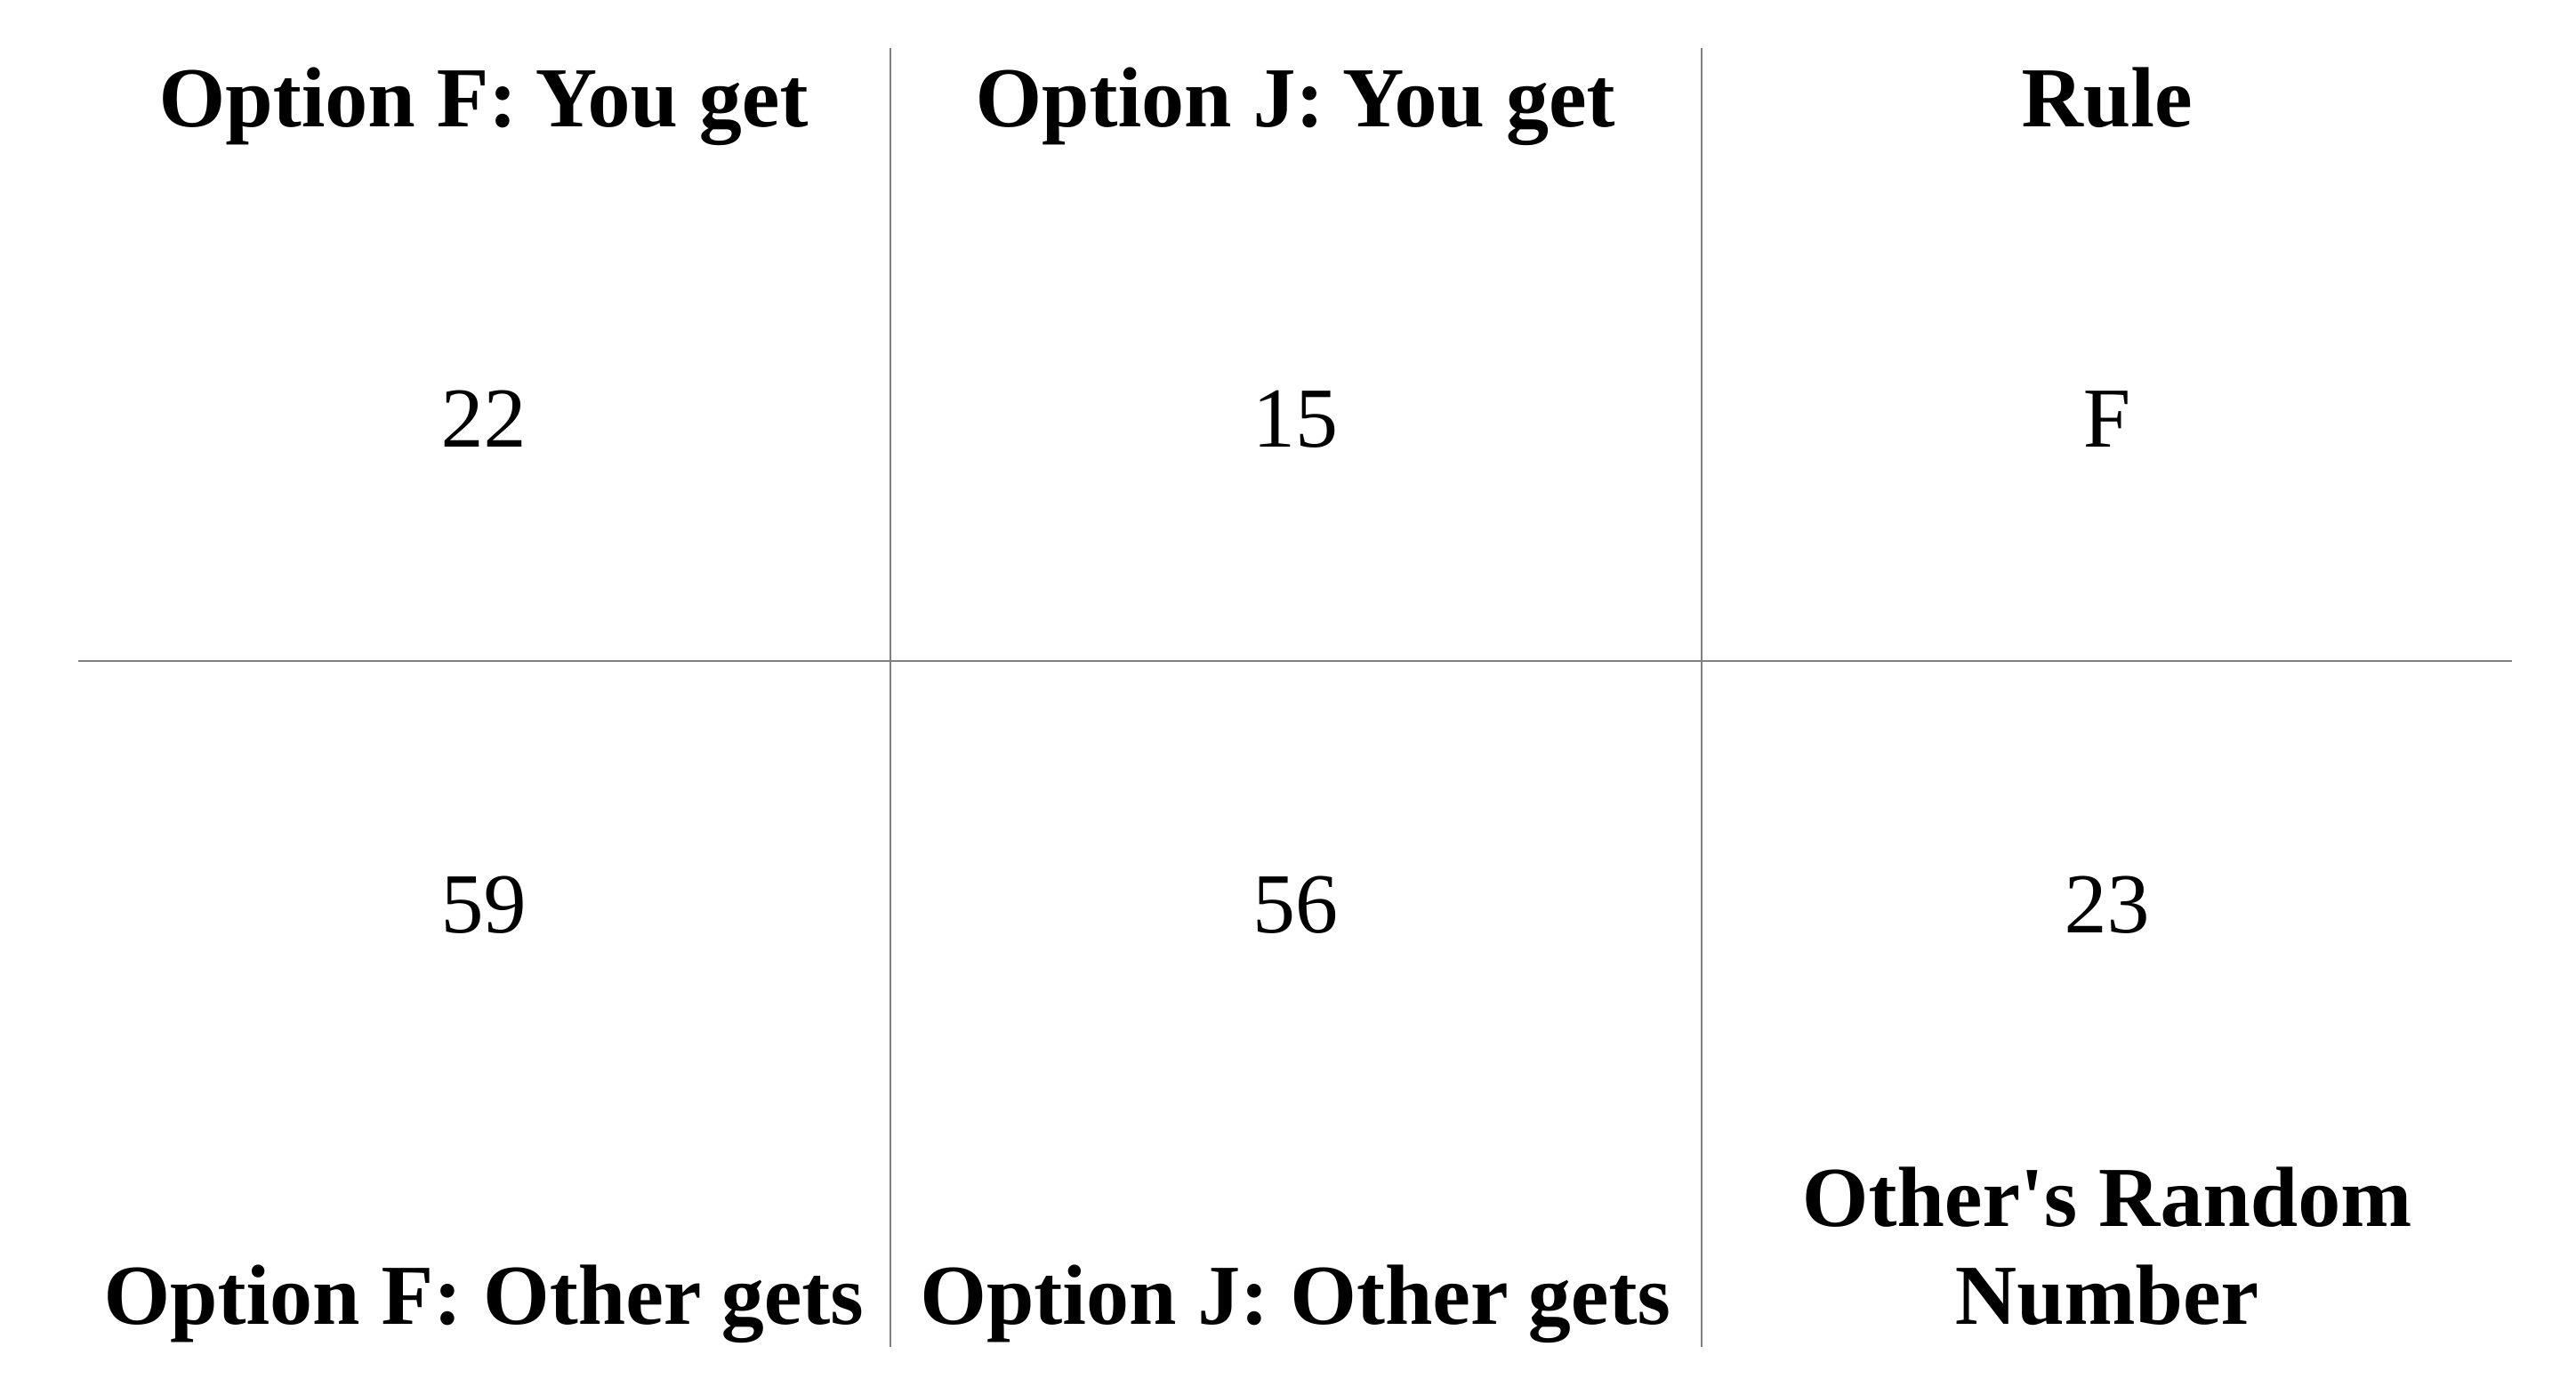 Option F: You get
Option J: You get
Rule
22
15
F
59
56
23
Option F: Other gets
Option J: Other gets
Other's Random
Number